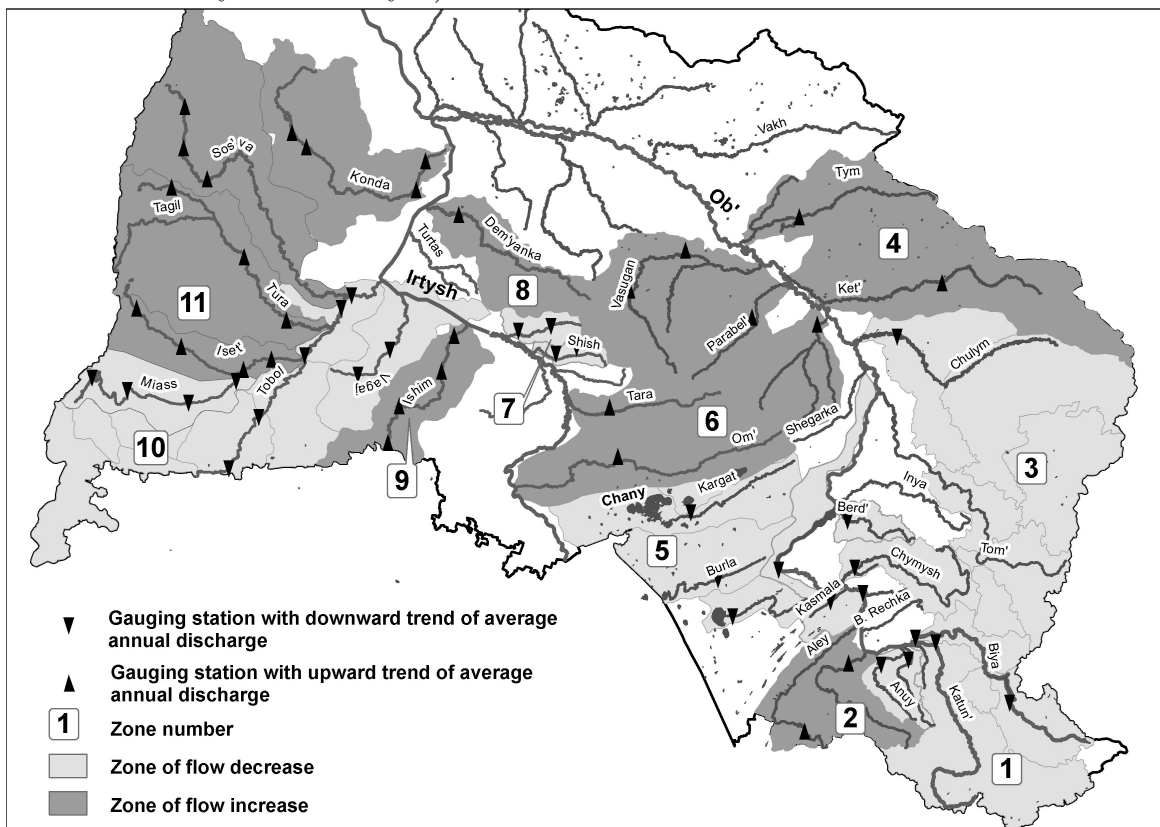 Vakh
Sos'va
Konda
Tym
Tagil
Ob'
Turtas
Dem'yanka
4
Irtysh
Vasugan
8
Ket'
11
Tura
Parabel'
Iset'
Shish
Chulym
Miass
Tobol
Vagaj
Ishim
7
Tara
6
Shegarka
10
Om'
3
9
Kargat
Inya
Chany
Berd'
5
Tom'
Chymysh
Burla
Kasmala
B. Rechka
Aley
Biya
Anuy
Katun'
2
1
Gauging station with downward trend of average
annual discharge
Gauging station with upward trend of average
annual discharge
1
Zone number
Zone of flow decrease
Zone of flow increase